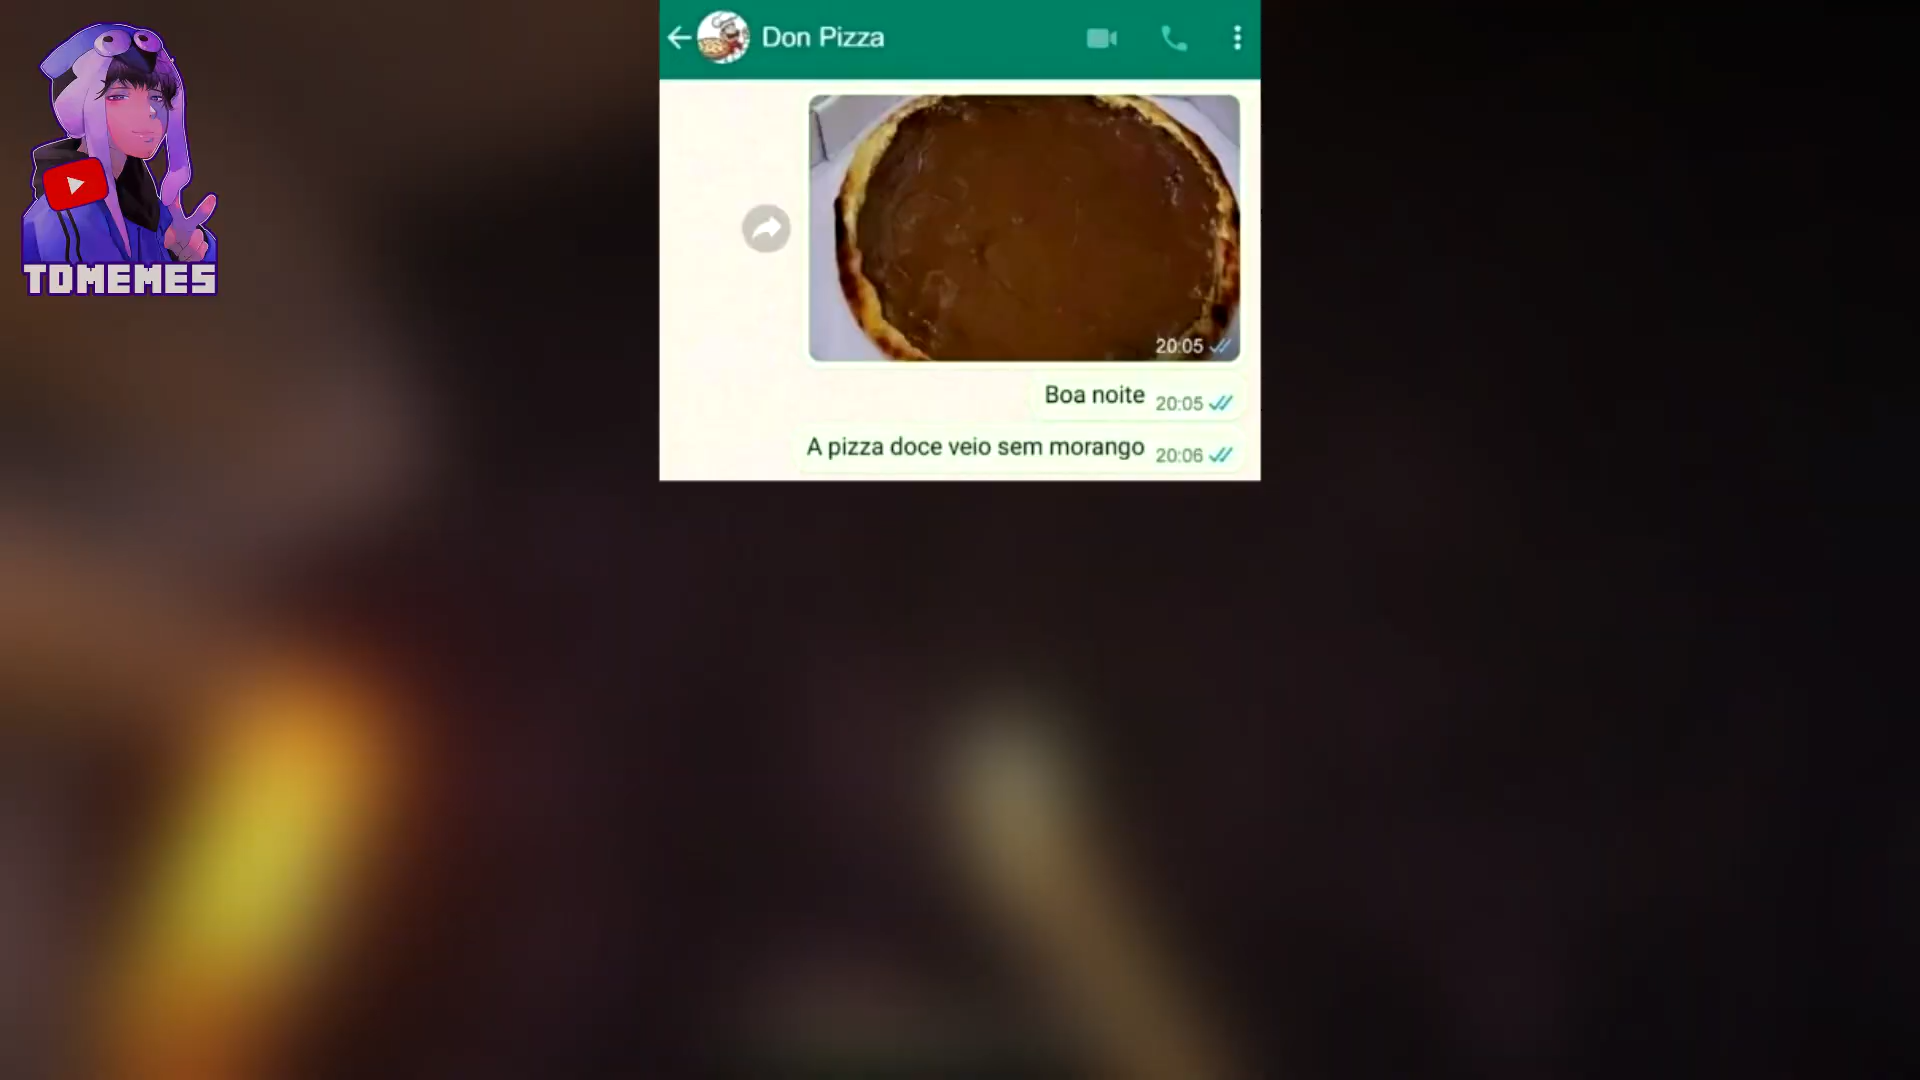 TDMEMES
Don Pizza
20:05
Boa noite 20:05
A pizza doce veio sem morango 20:06